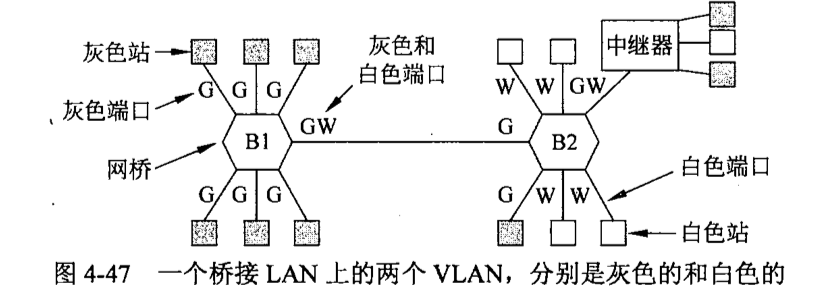 灰色站
灰色和
白色端口
中继器
灰色端口
G G G
W W GW
GW
G
B1
B2
网桥
白色端口
G G G
G W W
白色站
图 4-47 一个桥接 LAN 上的两个 VLAN，分别是灰色的和白色的